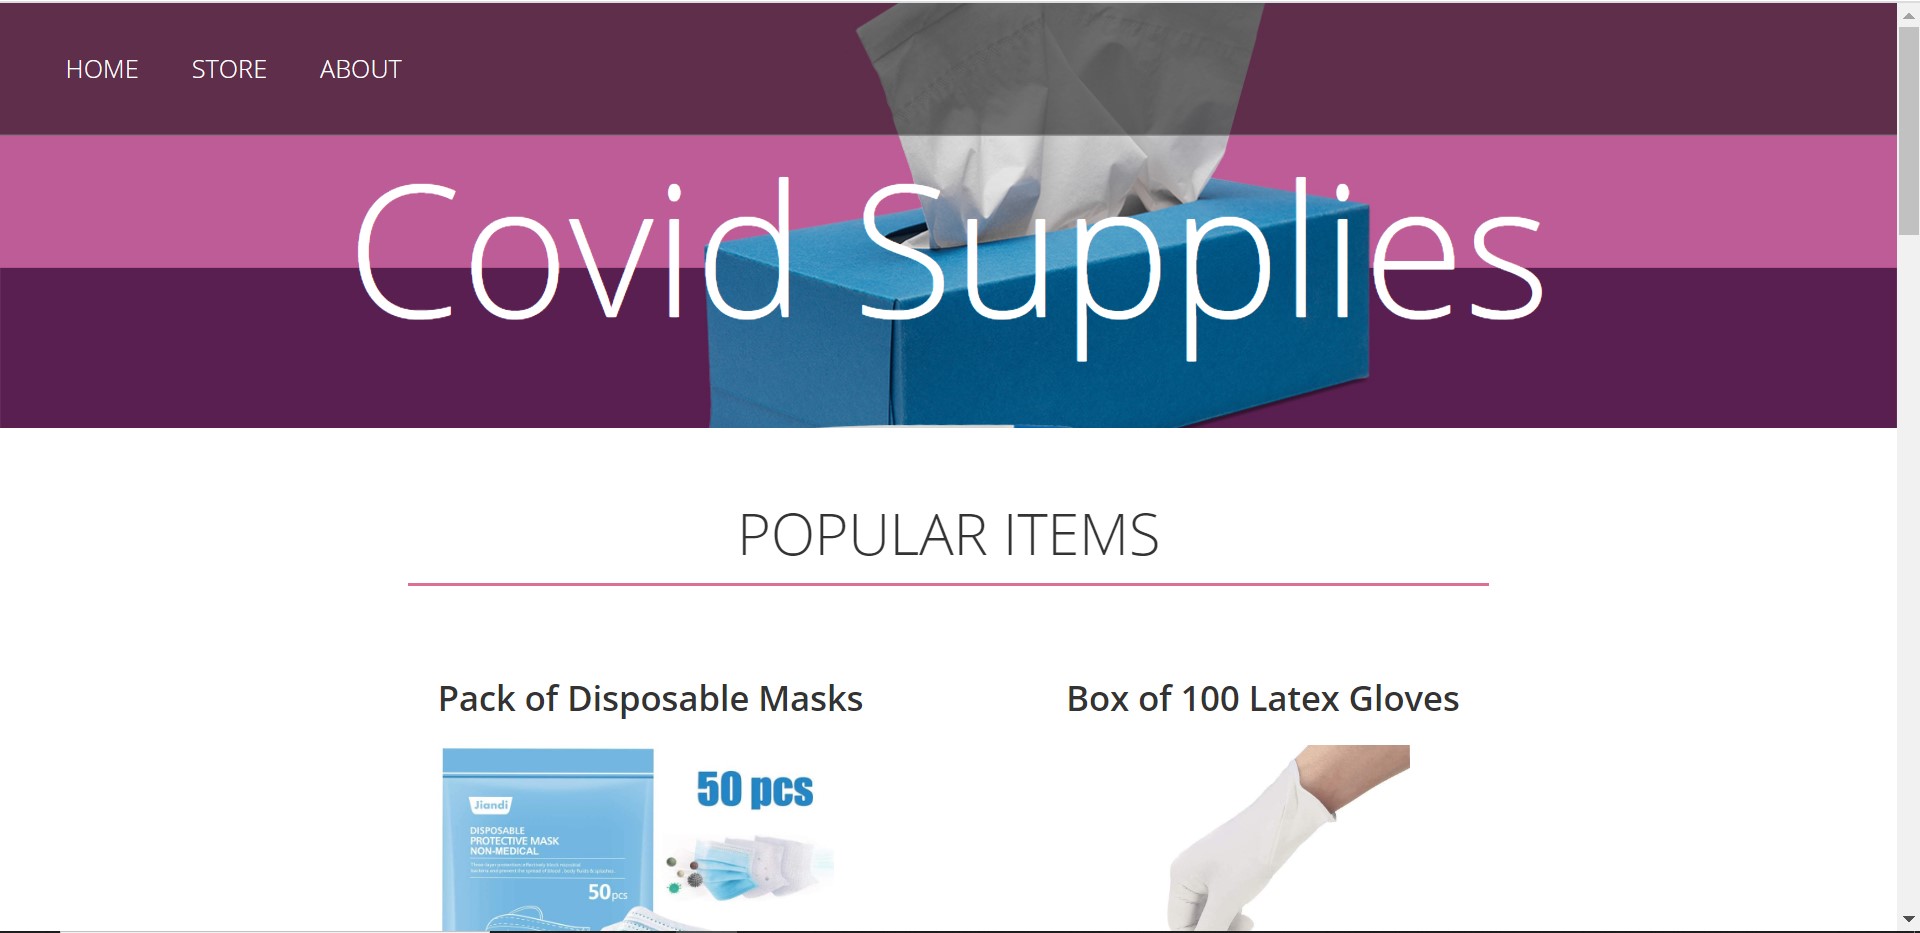 HOME STORE ABOUT
Covid Supplies
POPULAR ITEMS
Pack of Disposable Masks
Box of 100 Latex Gloves
50 pcs
Jiandi
DISPOSABLE
PROTECTIVE MASK
NON-MEDICAL
50pcs